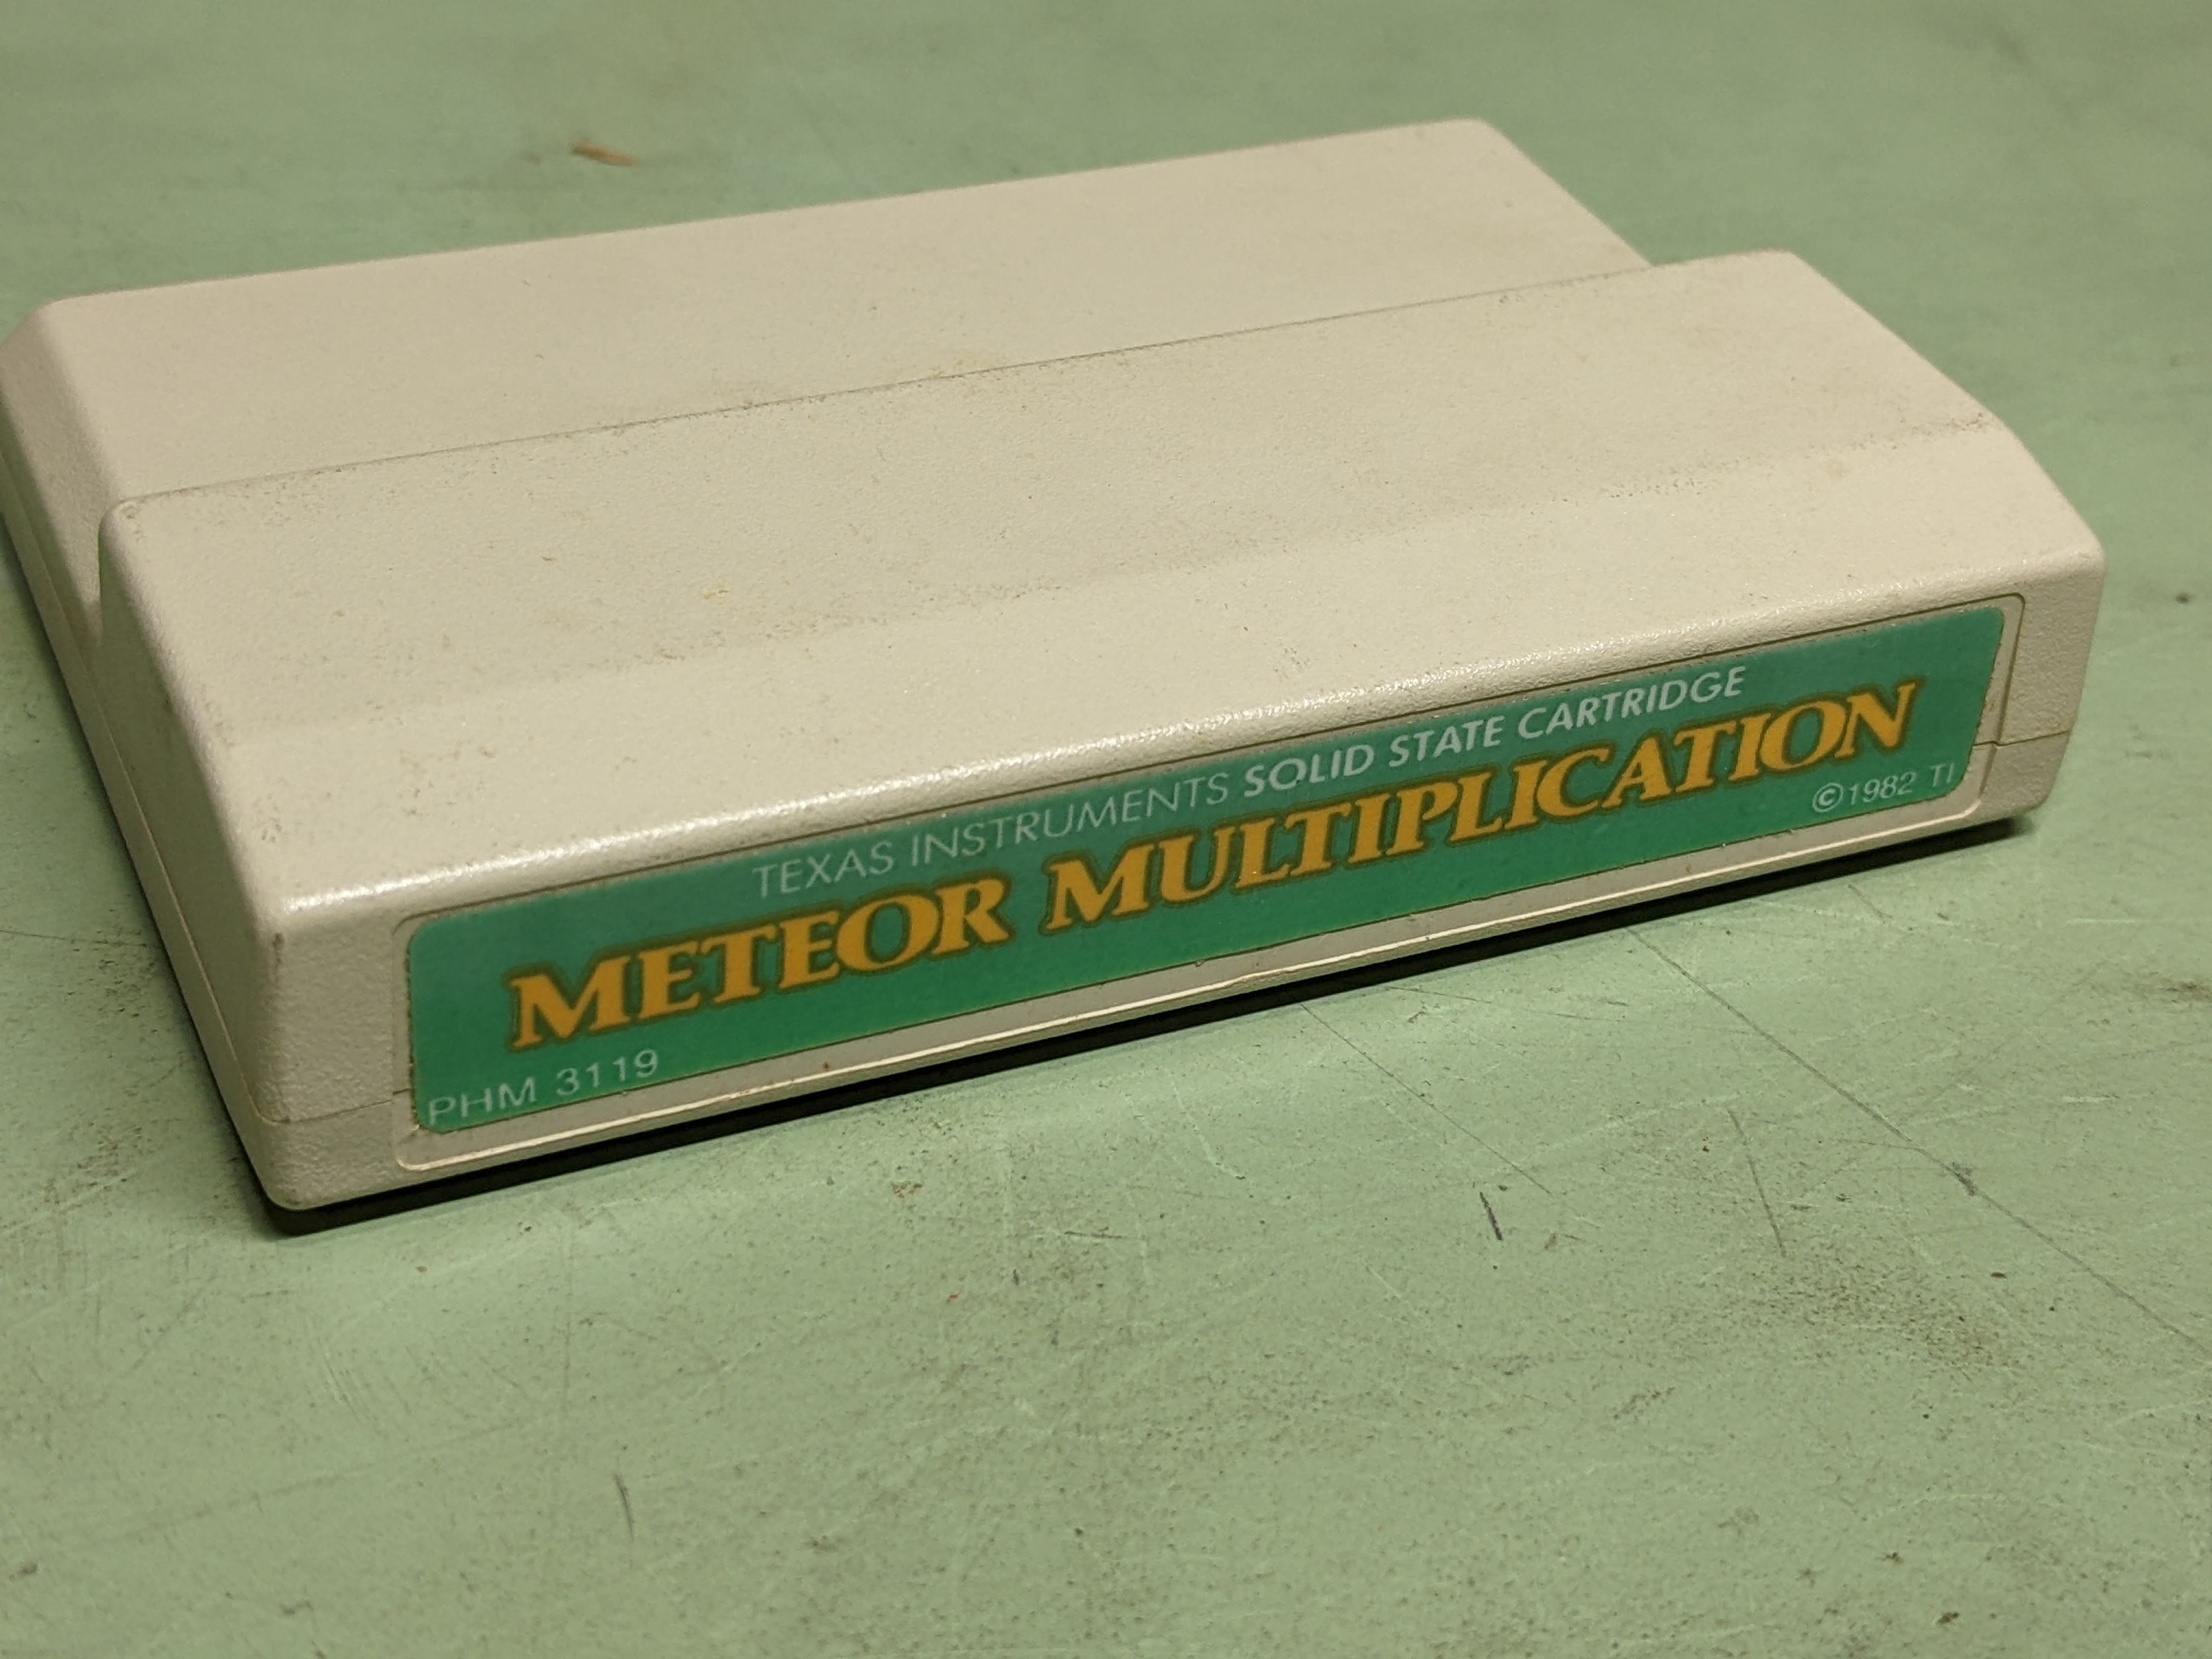 TEXAS INSTRUMENTS SOLID STATE CARTRIDGE
METEOR MULTIPLICATION
PHM 3119
©1982 TI